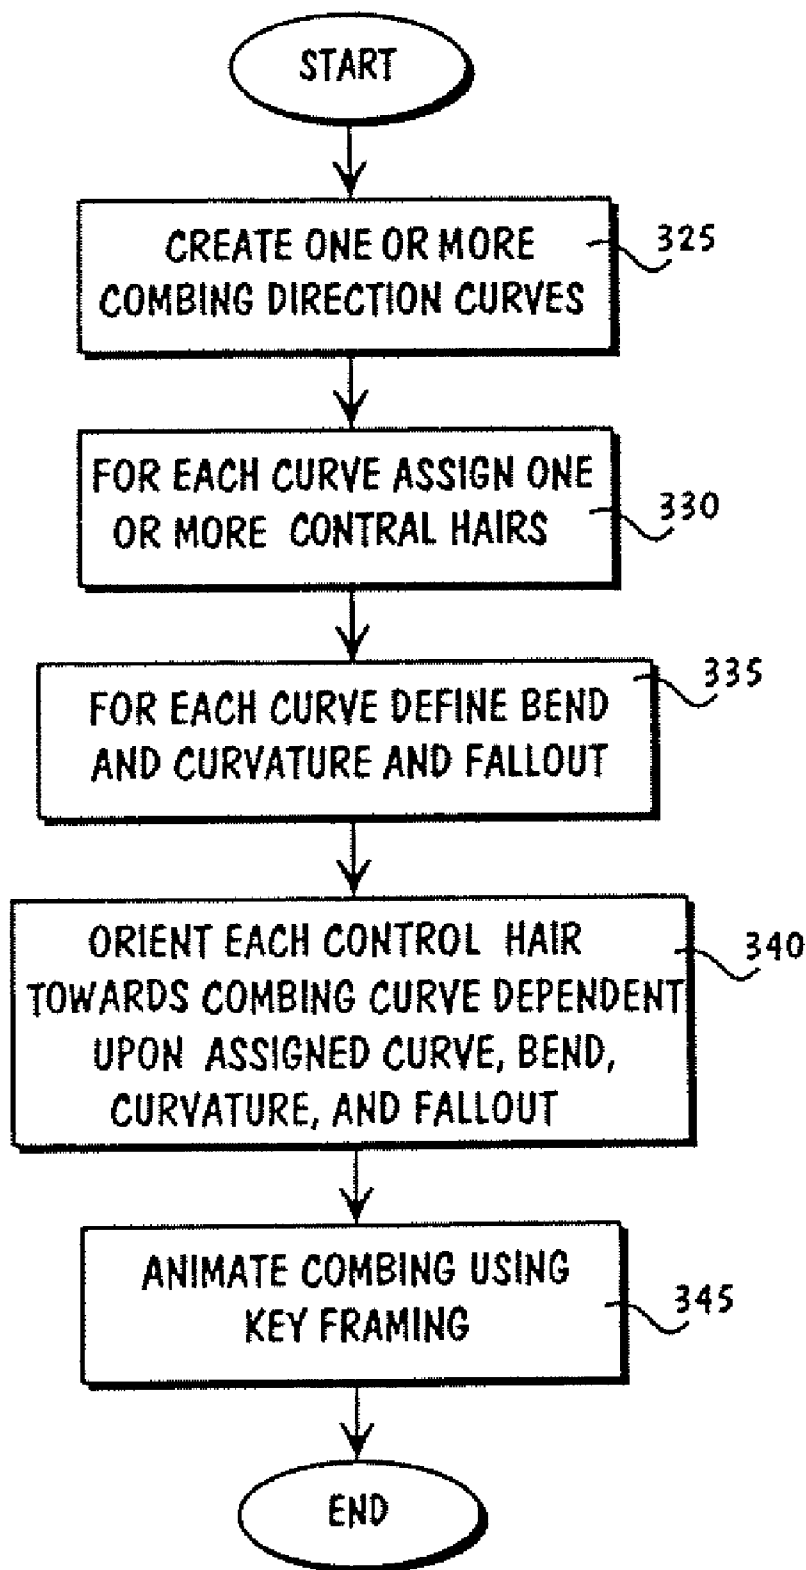 START
CREATE ONE OR MORE
COMBING DIRECTION CURVES
325
FOR EACH CURVE ASSIGN ONE
OR MORE CONTRAL HAIRS
330
FOR EACH CURVE DEFINE BEND
AND CURVATURE AND FALLOUT
335
ORIENT EACH CONTROL HAIR
TOWARDS COMBING CURVE DEPENDENT
UPON ASSIGNED CURVE, BEND,
CURVATURE, AND FALLOUT
340
ANIMATE COMBING USING
KEY FRAMING
345
END